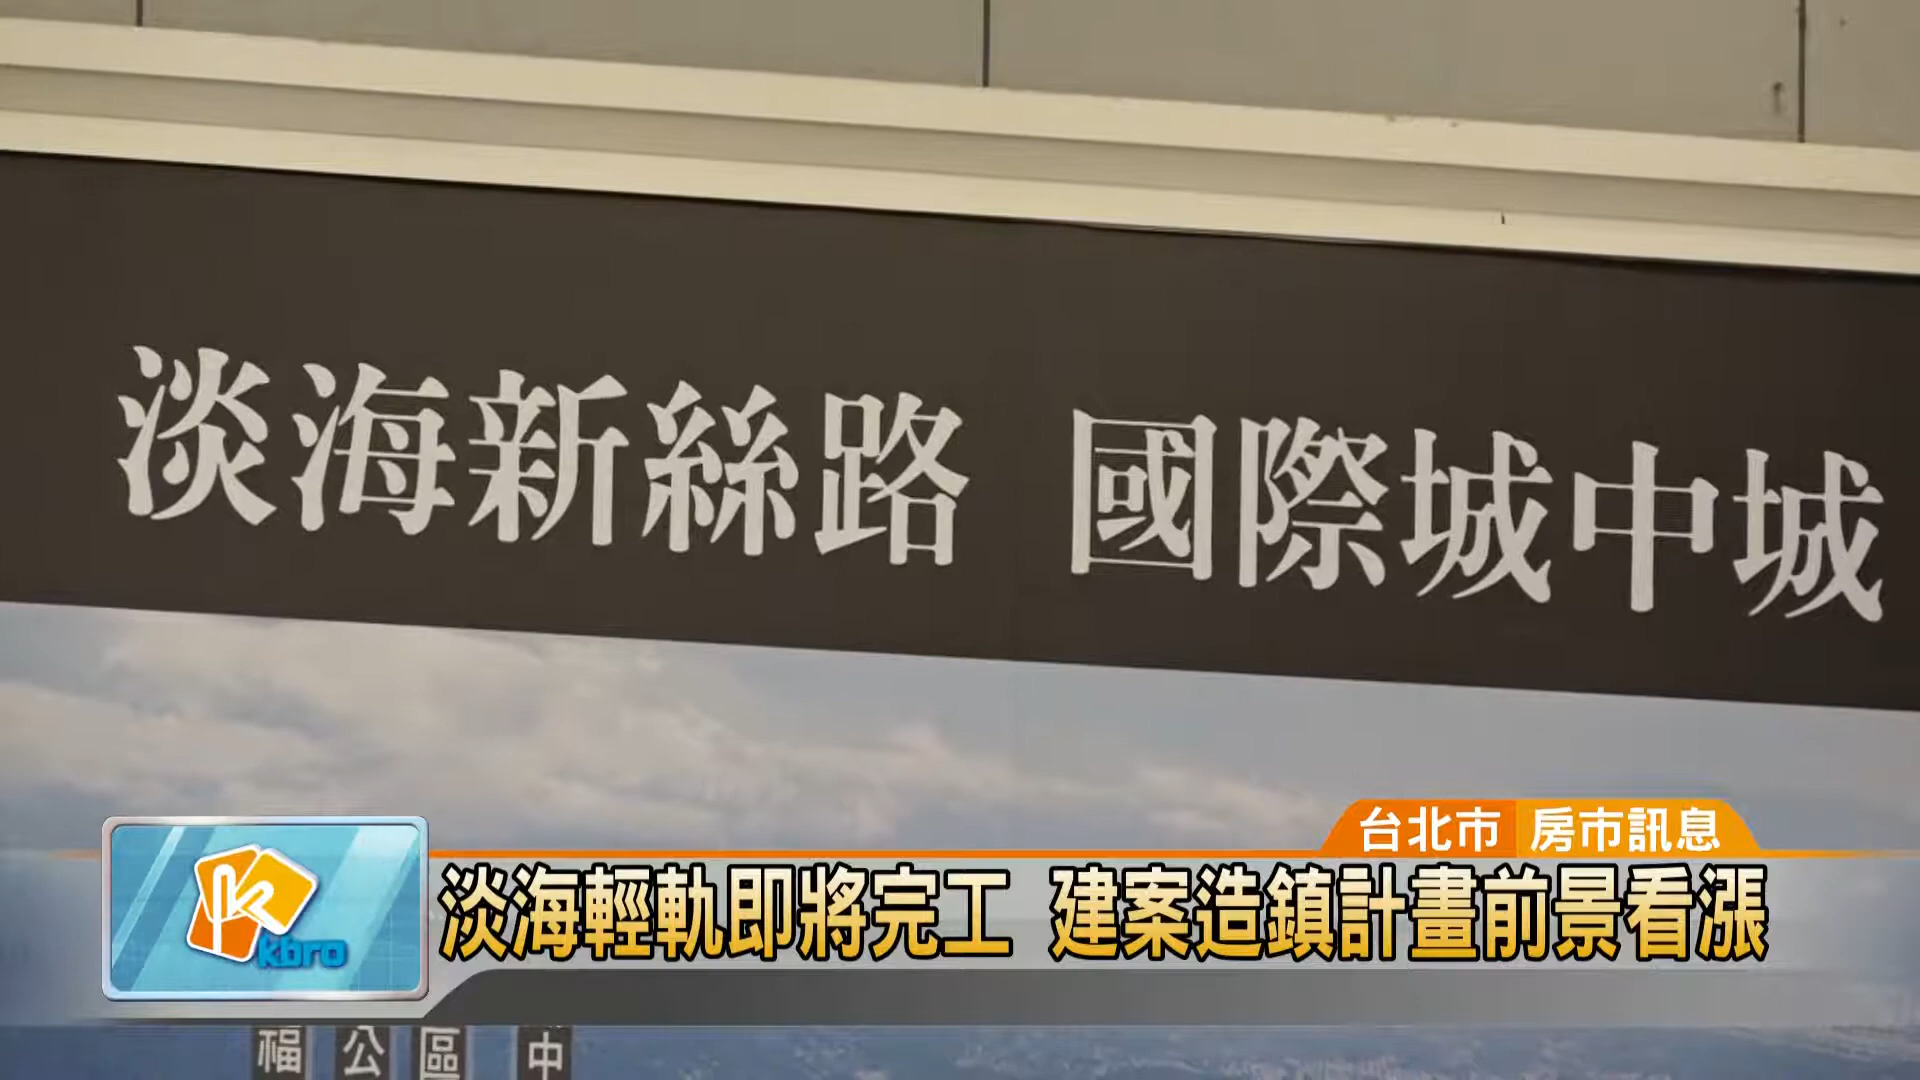 淡海新絲路 國際城中城
台北市 房市訊息
kbro
淡海輕軌即將完工 建案造鎮計畫前景看漲
福 公 區 中